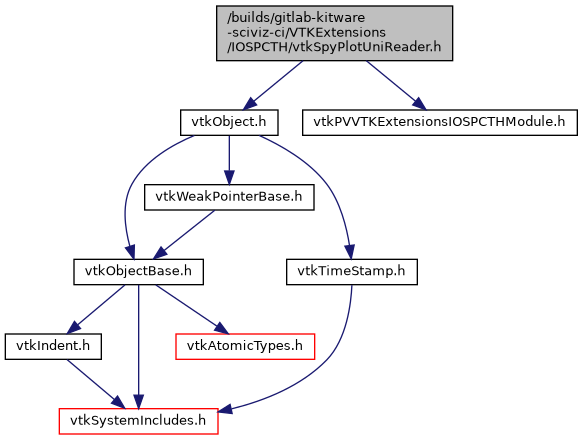 /builds/gitlab-kitware
-sciviz-ci/VTKExtensions
/IOSPCTH/vtkSpyPlotUniReader.h
vtkObject.h
vtkPVVTKExtensionsIOSPCTHModule.h
vtkWeakPointerBase.h
vtkObjectBase.h
vtkTimeStamp.h
vtkIndent.h
vtkAtomicTypes.h
vtkSystemIncludes.h